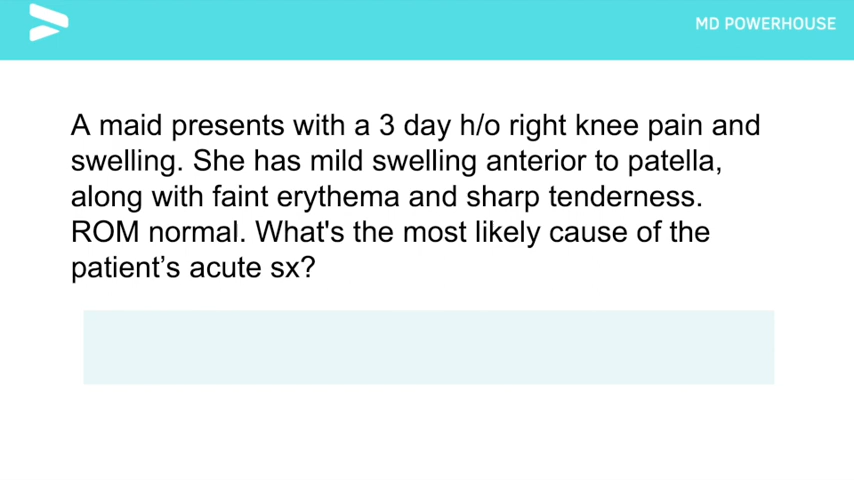 MD POWERHOUSE
A maid presents with a 3 day h/o right knee pain and
swelling. She has mild swelling anterior to patella,
along with faint erythema and sharp tenderness.
ROM normal. What's the most likely cause of the
patient’s acute sx?